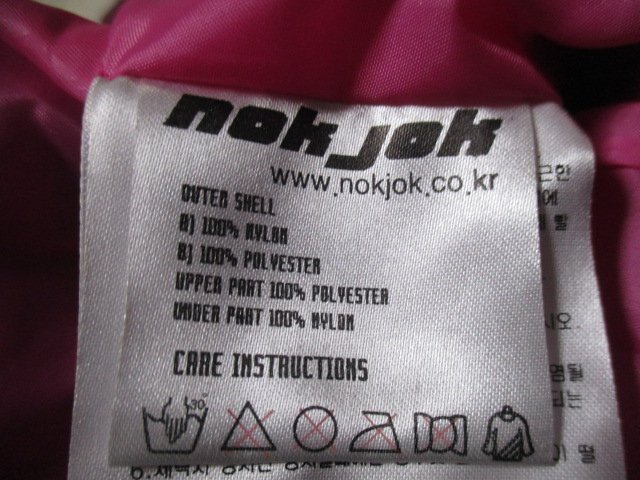 nokjok
www.nokjok.co.kr
OUTER SHELL
A) 100% NYLON
B) 100% POLYESTER
UPPER PART 100% POLYESTER
UNDER PART 100% NYLON
CARE INSTRUCTIONS
30